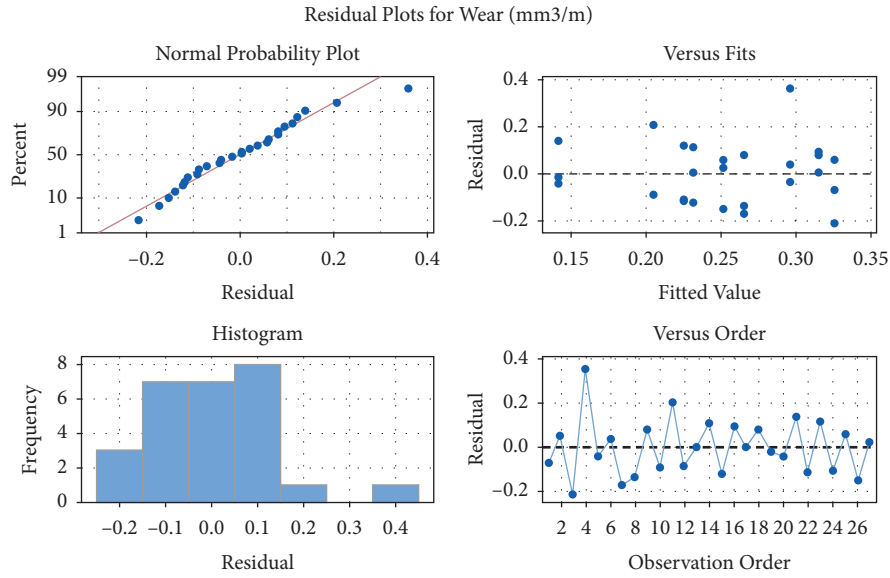 Residual Plots for Wear (mm3/m)
Normal Probability Plot
99
90
50
10
1
Percent
−0.2 0.0 0.2 0.4
Residual
Versus Fits
0.4
0.2
0.0
−0.2
Residual
0.15 0.20 0.25 0.30 0.35
Fitted Value
Histogram
8
6
4
2
0
Frequency
−0.2 −0.1 0.0 0.1 0.2 0.3 0.4
Residual
Versus Order
0.4
0.2
0.0
−0.2
Residual
2 4 6 8 10 12 14 16 18 20 22 24 26
Observation Order